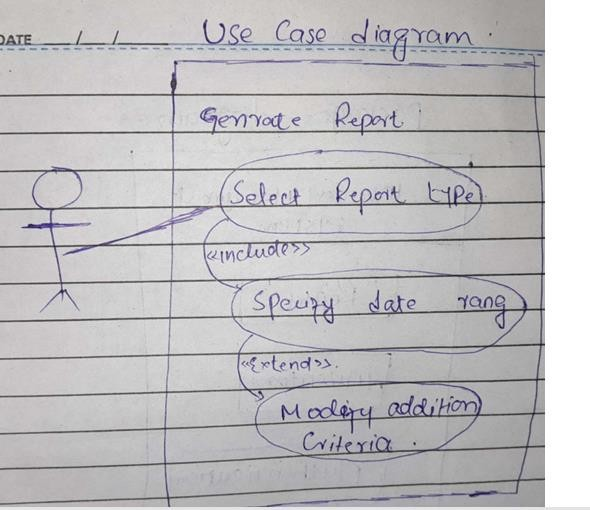 DATE / /
Use Case diagram.
Genrate Report
Select Report type
<<include>>
Specify date rang
<<Extend>>.
Modify addition
Criteria.